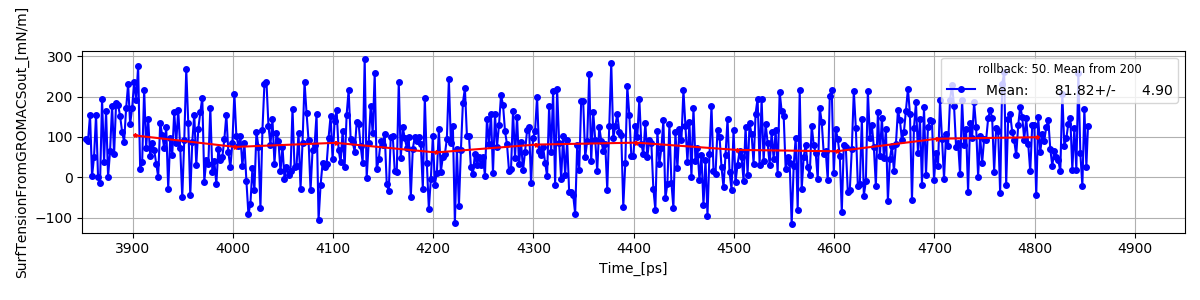 SurfTensionFromGROMACSout_[mN/m]
300
200
100
0
−100
rollback: 50. Mean from 200
Mean: 81.82+/- 4.90
3900 4000 4100 4200 4300 4400 4500 4600 4700 4800 4900
Time_[ps]